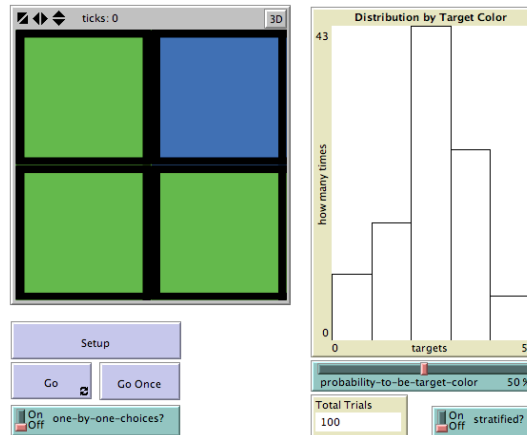 ticks: 0
3D
Distribution by Target Color
43
how many times
0
0
targets
5
Setup
Go
Go Once
On
Off
one-by-one-choices?
probability-to-be-target-color
50 %
Total Trials
100
On
Off
stratified?